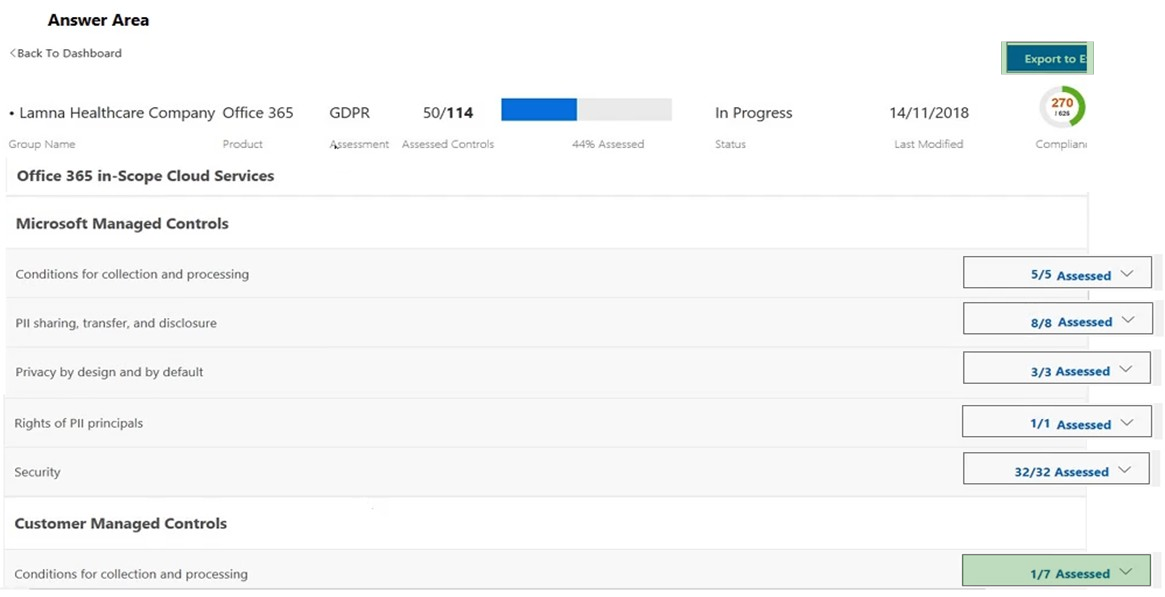 Answer Area
<Back To Dashboard
Export to E
• Lamna Healthcare Company Office 365 GDPR 50/114 In Progress 14/11/2018 270 / 625
Group Name Product Assessment Assessed Controls 44% Assessed Status Last Modified Complian
Office 365 in-Scope Cloud Services
Microsoft Managed Controls
Conditions for collection and processing 5/5 Assessed
PII sharing, transfer, and disclosure 8/8 Assessed
Privacy by design and by default 3/3 Assessed
Rights of PII principals 1/1 Assessed
Security 32/32 Assessed
Customer Managed Controls
Conditions for collection and processing 1/7 Assessed